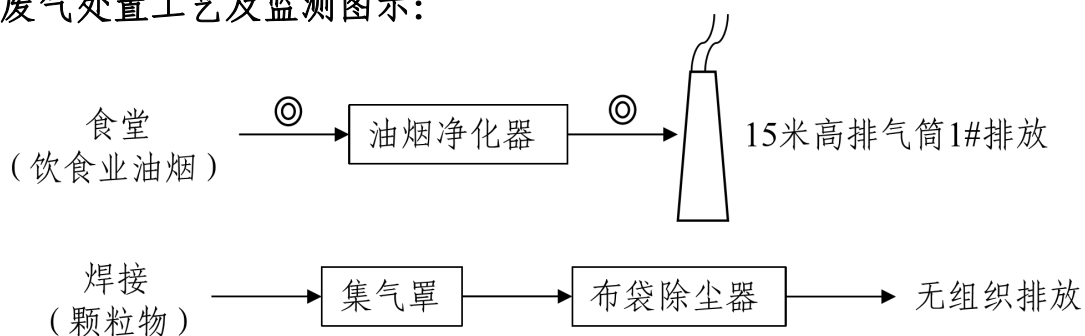 废气处置工艺及监测图示：
食堂
（饮食业油烟）
油烟净化器
15米高排气筒1#排放
焊接
（颗粒物）
集气罩
布袋除尘器
无组织排放